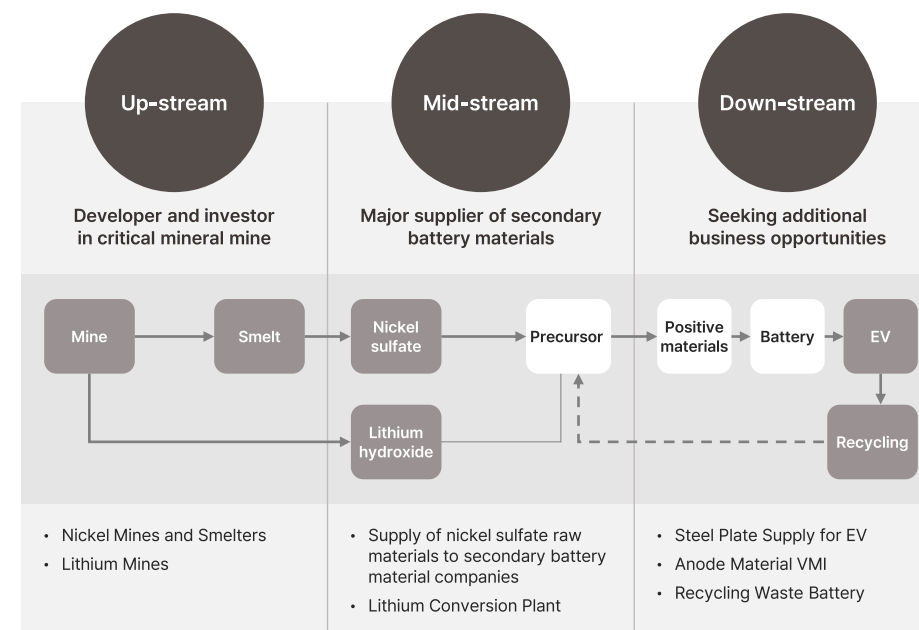 Up-stream
Mid-stream
Down-stream
Developer and investor
in critical mineral mine
Major supplier of secondary
battery materials
Seeking additional
business opportunities
Mine
Smelt
Nickel
sulfate
Precursor
Positive
materials
Battery
EV
Lithium
hydroxide
Recycling
• Nickel Mines and Smelters
• Lithium Mines
• Supply of nickel sulfate raw
materials to secondary battery
material companies
• Lithium Conversion Plant
• Steel Plate Supply for EV
• Anode Material VMI
• Recycling Waste Battery